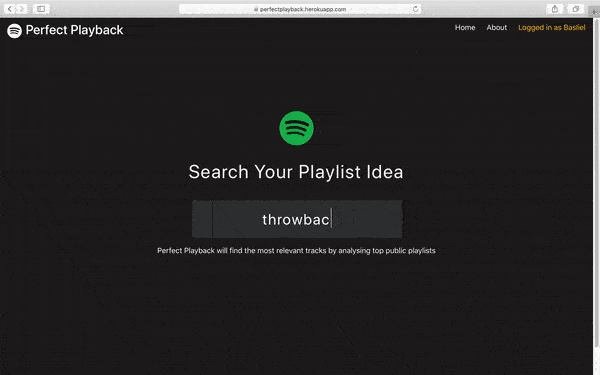 perfectplayback.herokuapp.com
Perfect Playback
Home About Logged in as Basliel
Search Your Playlist Idea
throwbac
Perfect Playback will find the most relevant tracks by analysing top public playlists